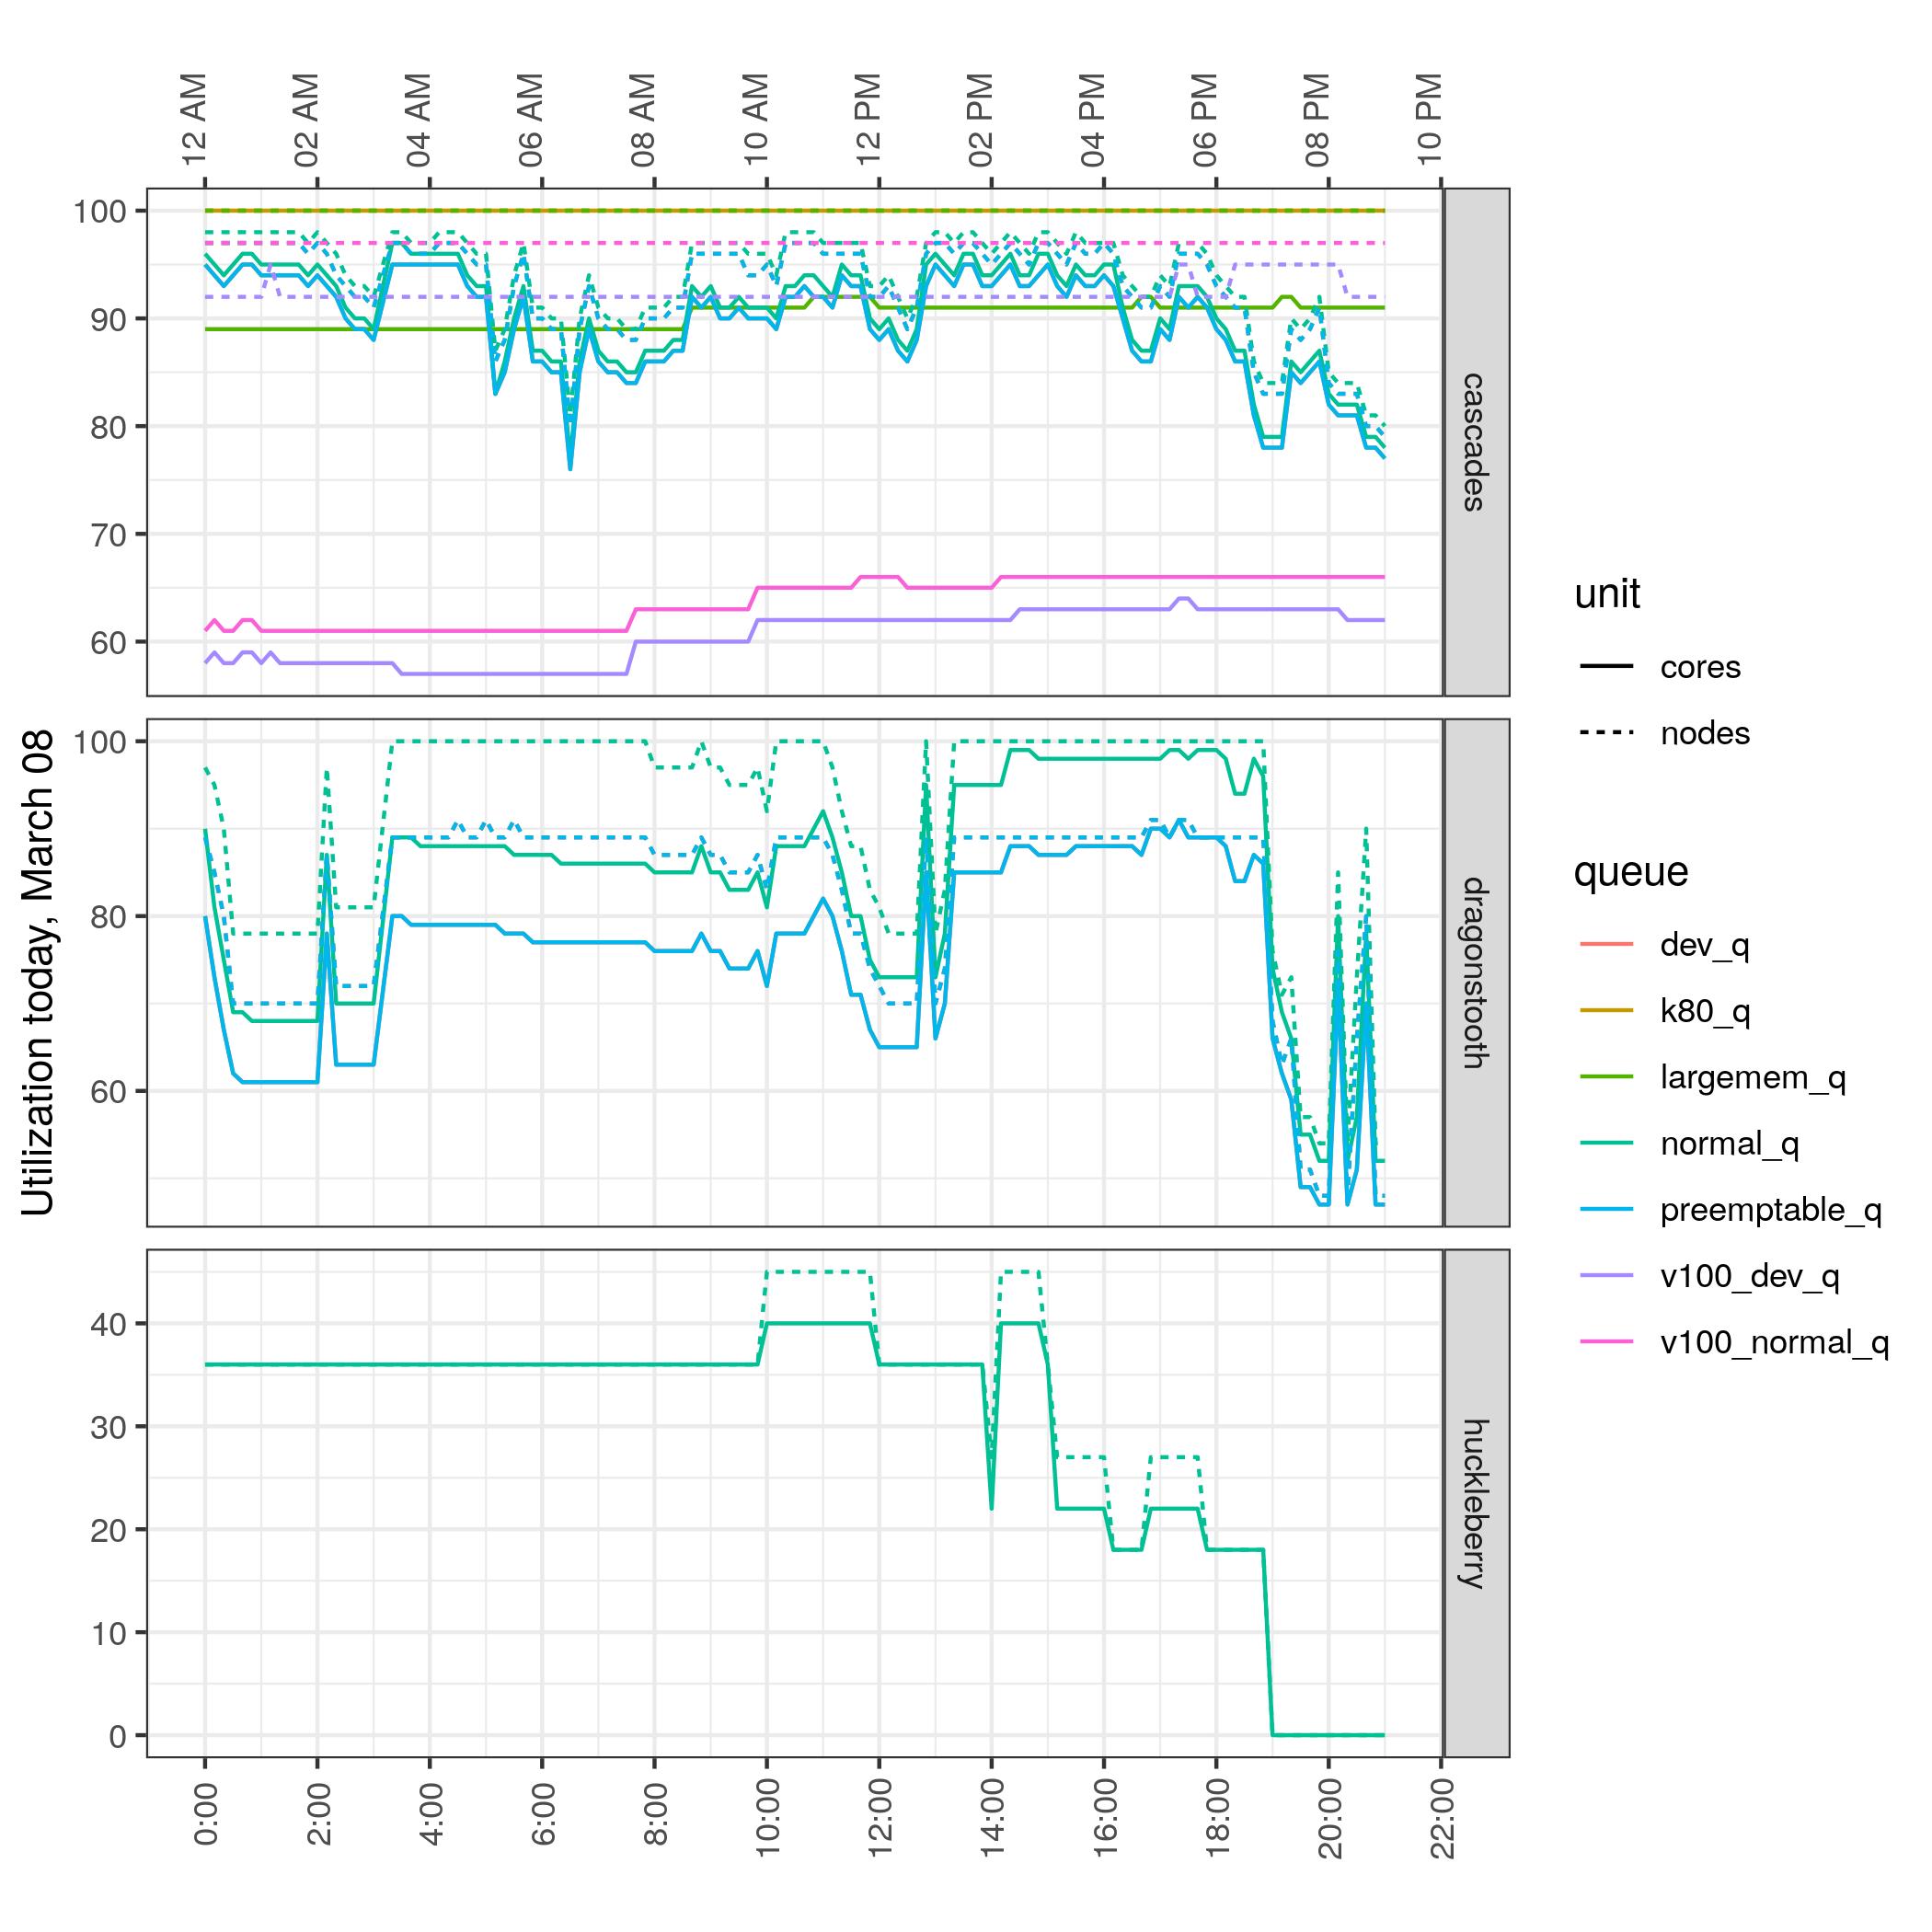 12 AM
02 AM
04 AM
06 AM
08 AM
10 AM
12 PM
02 PM
04 PM
06 PM
08 PM
10 PM
Utilization today, March 08
100
90
80
70
60
cascades
100
80
60
dragonstooth
40
30
20
10
0
huckleberry
0:00
2:00
4:00
6:00
8:00
10:00
12:00
14:00
16:00
18:00
20:00
22:00
unit
cores
nodes
queue
dev_q
k80_q
largemem_q
normal_q
preemptable_q
v100_dev_q
v100_normal_q